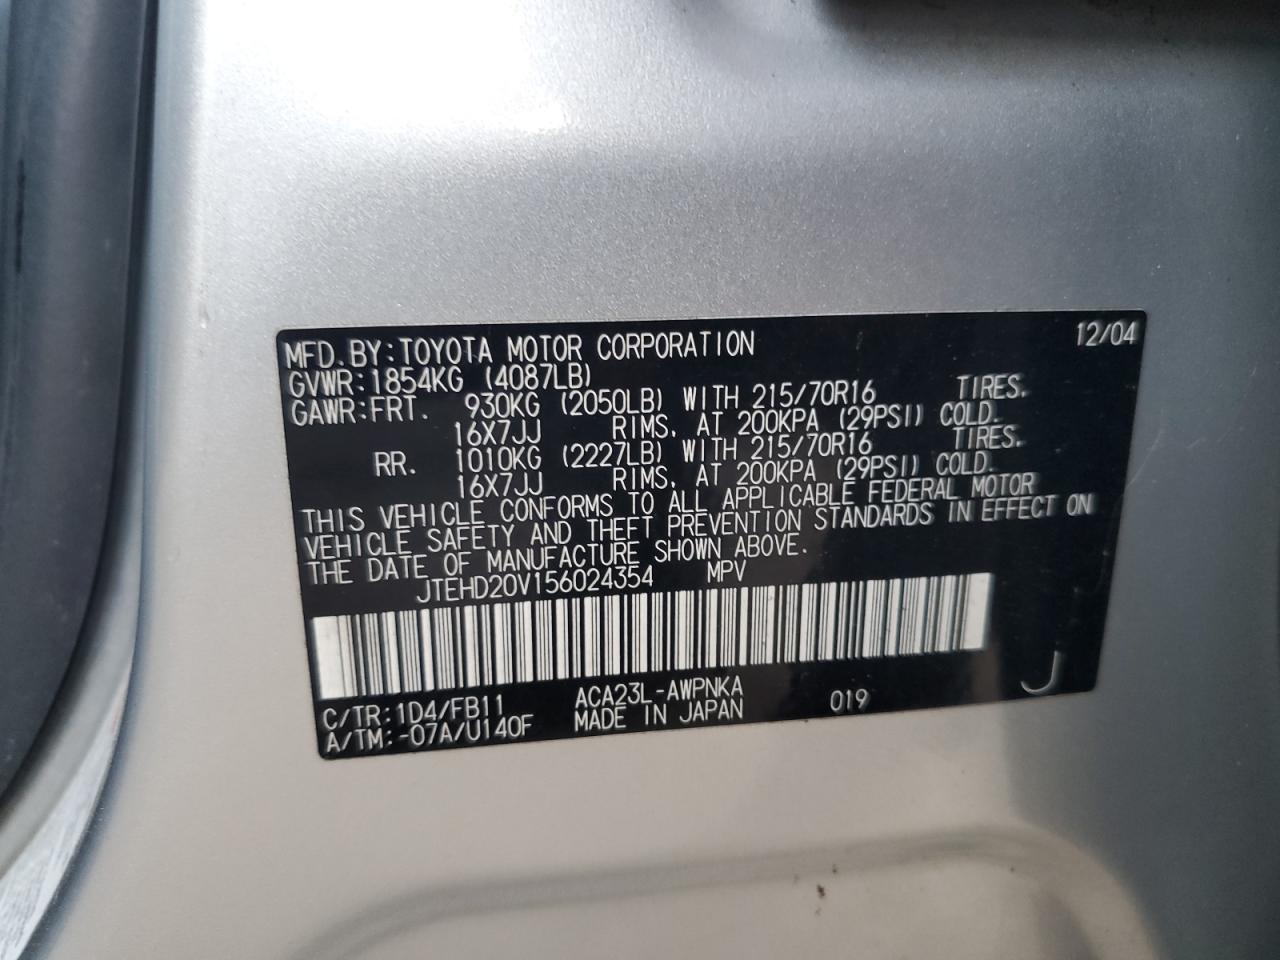 MFD. BY: TOYOTA MOTOR CORPORATION 12/04
GVWR: 1854KG (4087LB)
GAWR: FRT. 930KG (2050LB) WITH 215/70R16 TIRES,
16X7JJ RIMS, AT 200KPA (29PSI) COLD.
RR. 1010KG (2227LB) WITH 215/70R16 TIRES,
16X7JJ RIMS, AT 200KPA (29PSI) COLD.
THIS VEHICLE CONFORMS TO ALL APPLICABLE FEDERAL MOTOR
VEHICLE SAFETY AND THEFT PREVENTION STANDARDS IN EFFECT ON
THE DATE OF MANUFACTURE SHOWN ABOVE.
JTEHD20V156024354 MPV
C/TR: 1D4/FB11 ACA23L-AWPNKA 019 J
A/TM: -07A/U140F MADE IN JAPAN